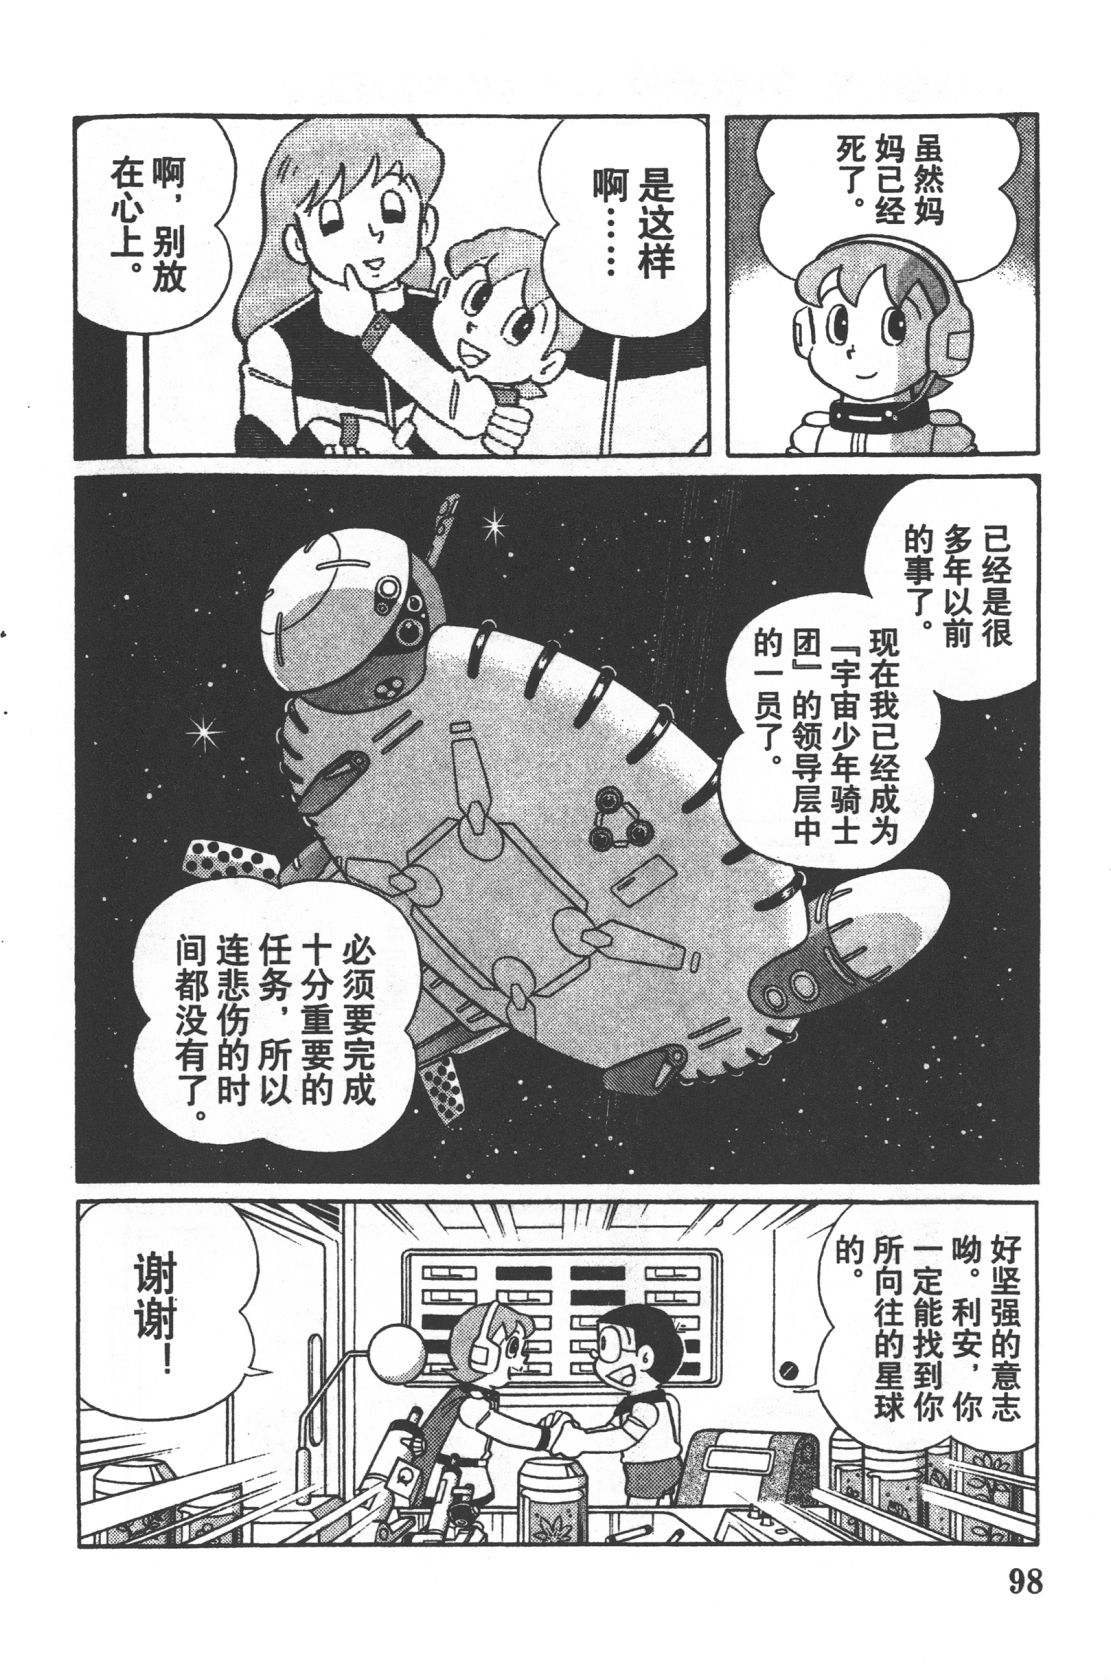 虽然妈
妈已经
死了。
是这样
啊……
啊，别放
在心上。
已经是很
多年以前
的事了。
现在我已经成为
『宇宙少年骑士
团』的领导层中
的一员了。
必须要完成
十分重要的
任务，所以
连悲伤的时
间都没有了。
好坚强的意志
呦。利安，你
一定能找到你
所向往的星球
的。
谢谢！
98